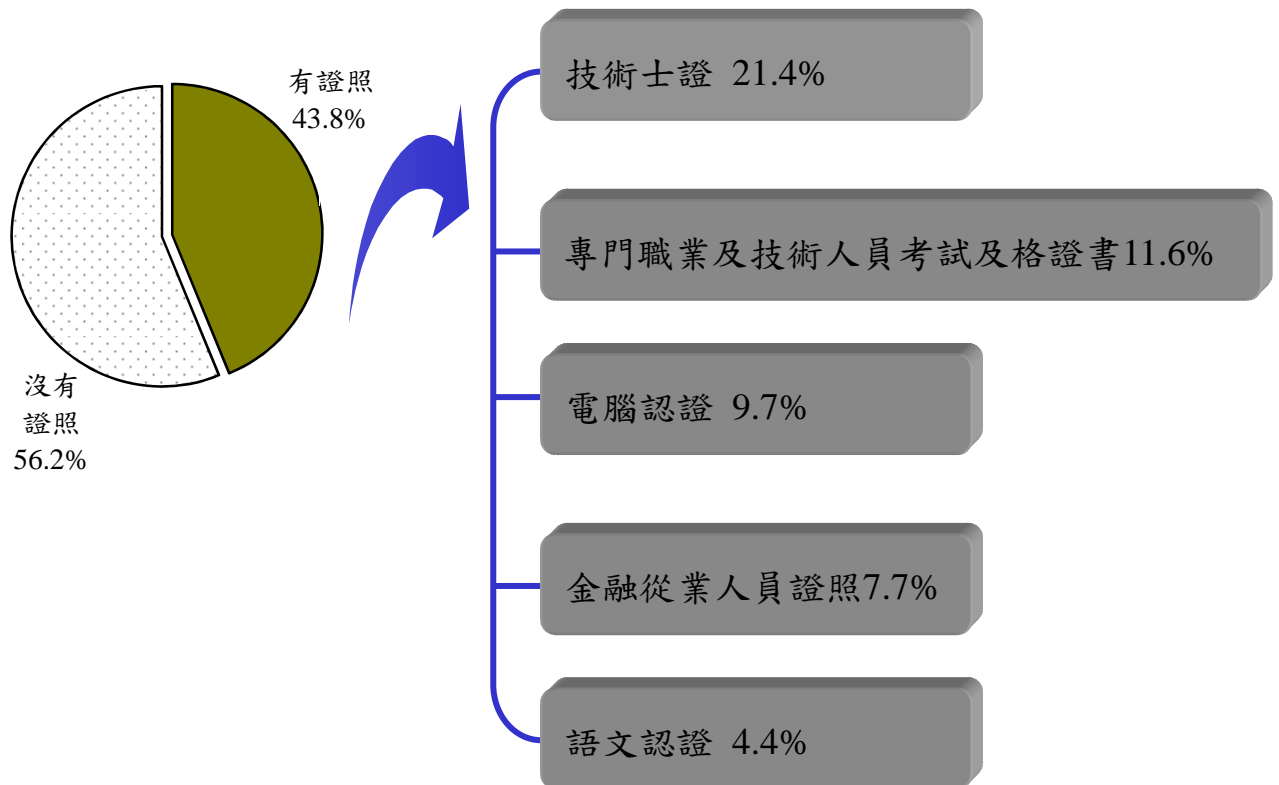 有證照
43.8%
沒有
證照
56.2%
技術士證 21.4%
專門職業及技術人員考試及格證書11.6%
電腦認證 9.7%
金融從業人員證照7.7%
語文認證 4.4%